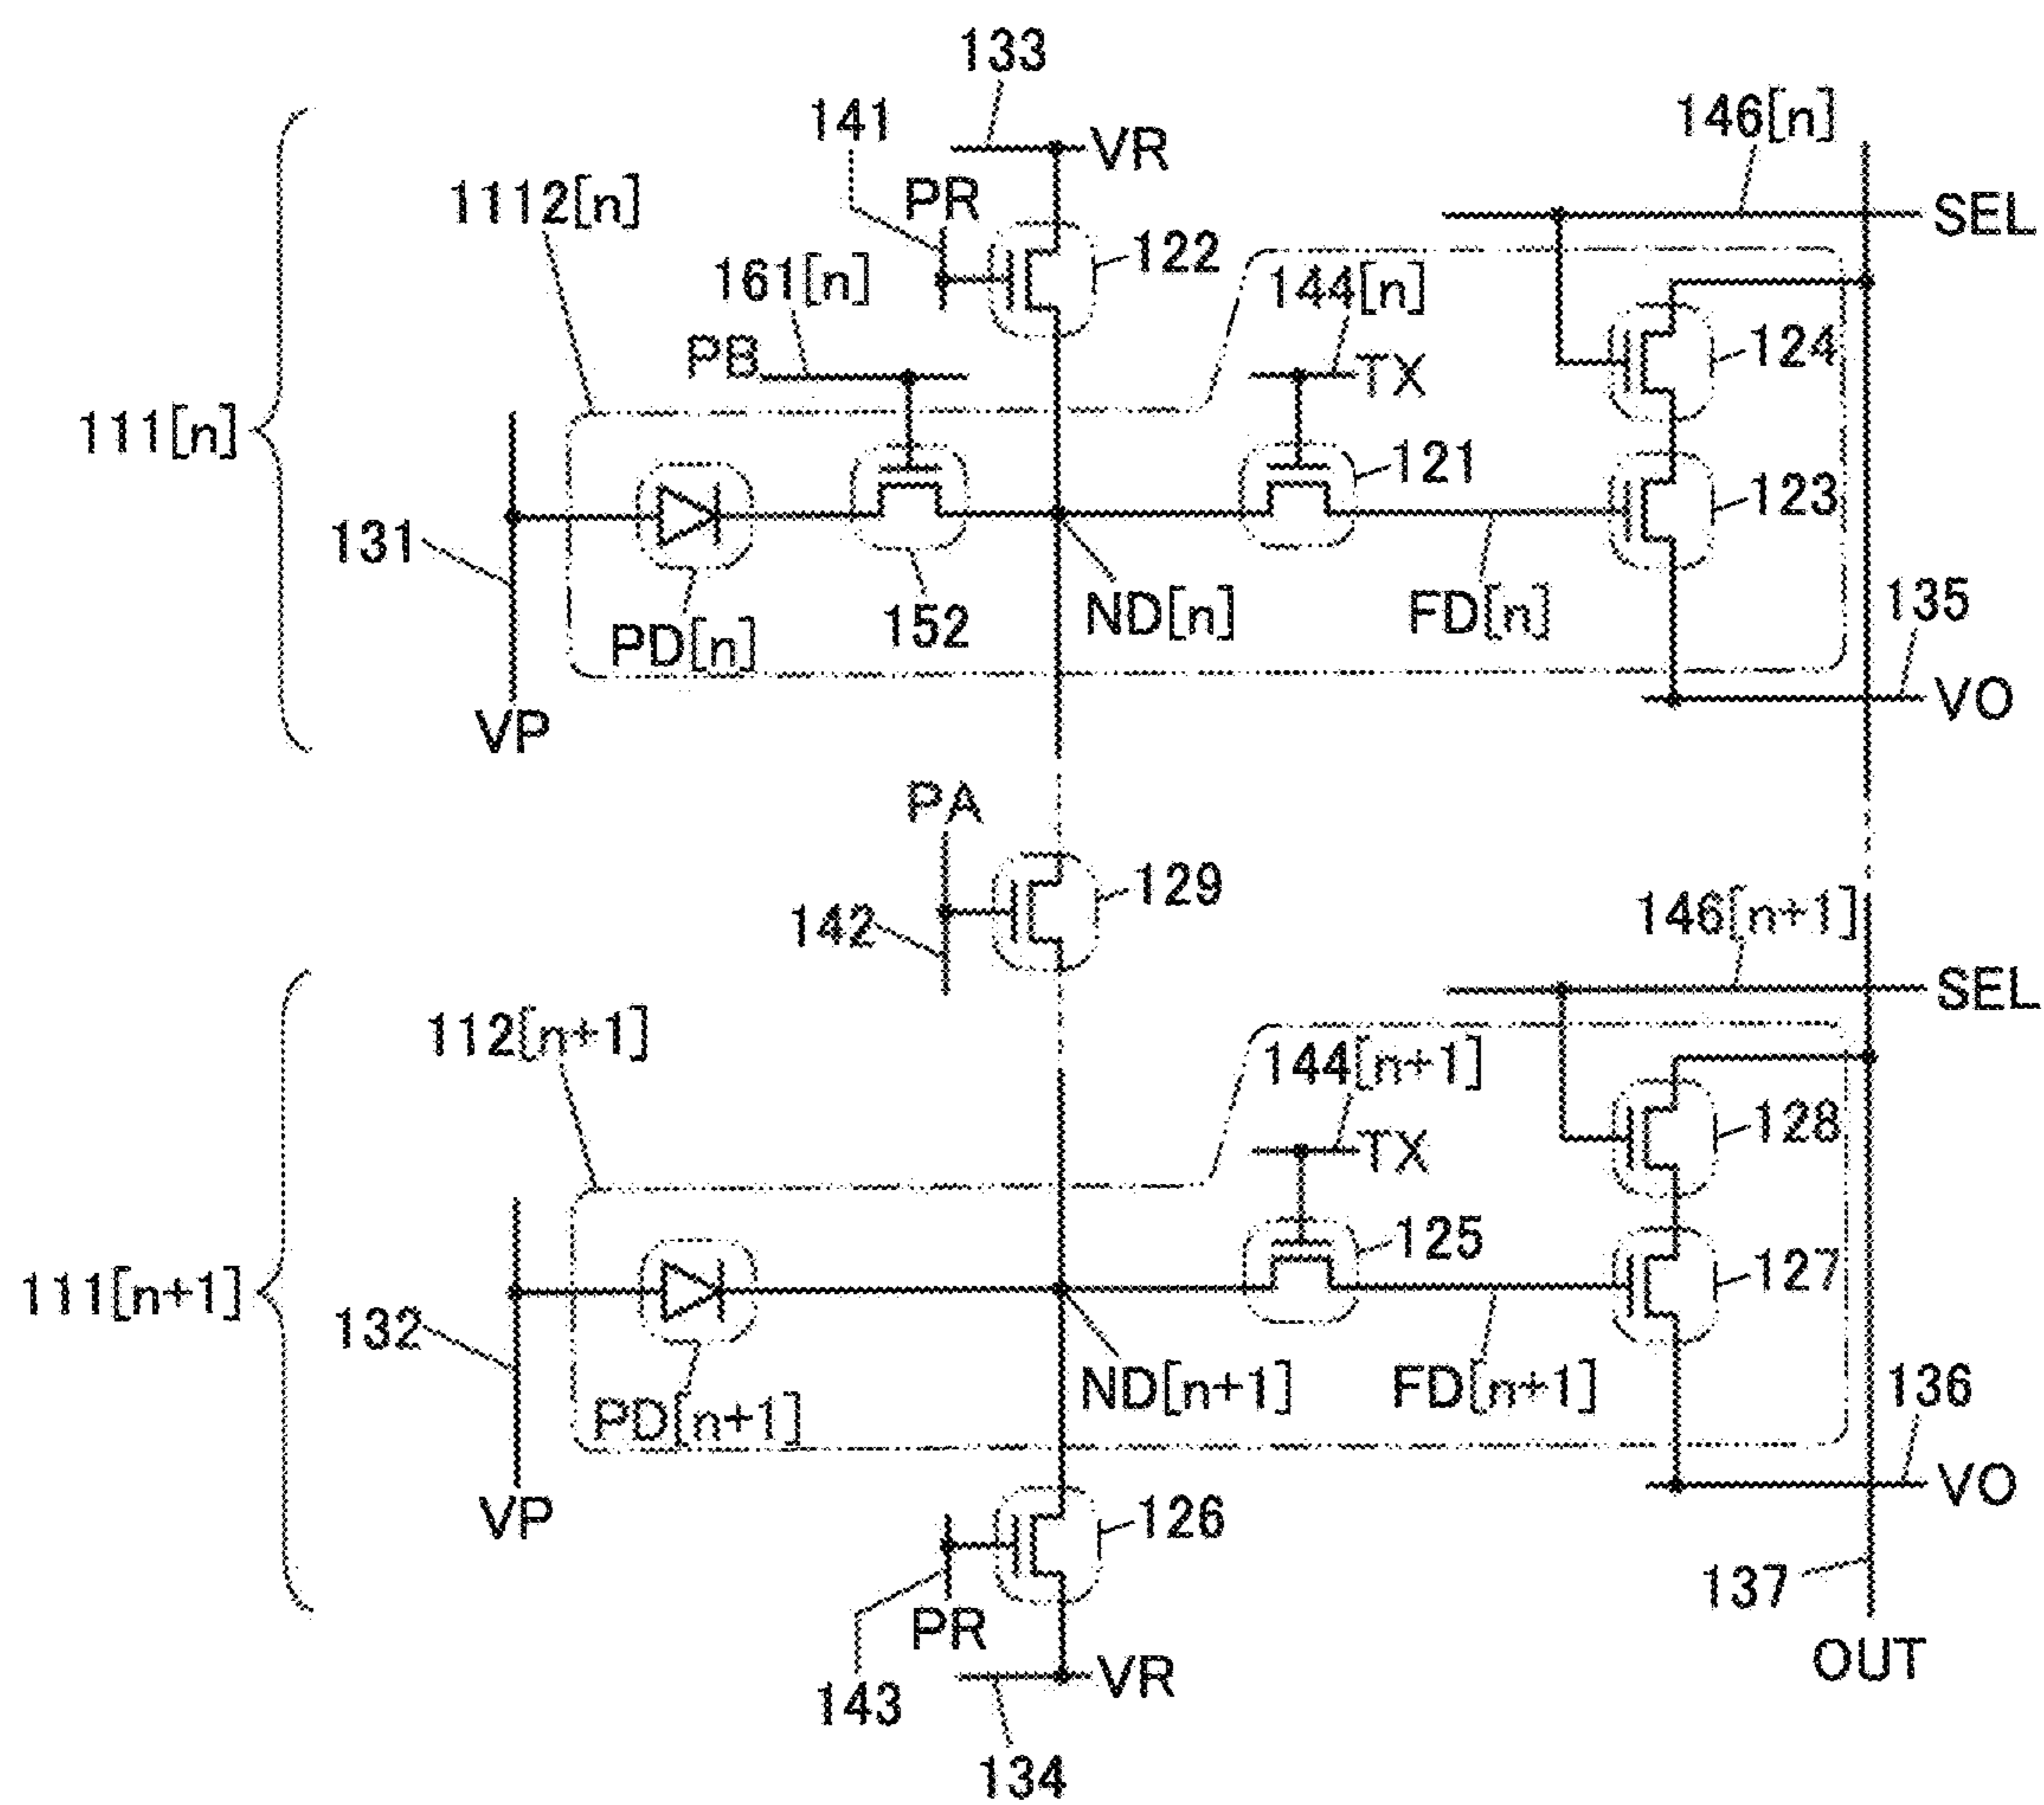 133
141
146[n]
VR
PR
1112[n]
SEL
122
161[n]
144[n]
PB
TX
124
111[n]
121
123
131
ND[n]
FD[n]
135
152
PD[n]
VO
VP
PA
129
142
146[n+1]
SEL
112[n+1]
144[n+1]
TX
128
125
127
111[n+1]
132
ND[n+1]
FD[n+1]
136
PD[n+1]
VO
VP
126
137
PR
OUT
VR
143
134